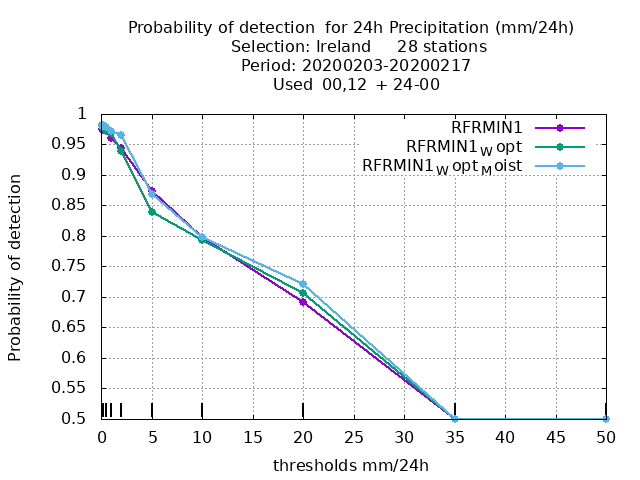 Probability of detection  for 24h Precipitation (mm/24h)
Selection: Ireland     28 stations
Period: 20200203-20200217
Used  00,12  + 24-00
RFRMIN1
RFRMIN1_W opt
RFRMIN1_W opt_M oist
Probability of detection
1
0.95
0.9
0.85
0.8
0.75
0.7
0.65
0.6
0.55
0.5
0 5 10 15 20 25 30 35 40 45 50
thresholds mm/24h